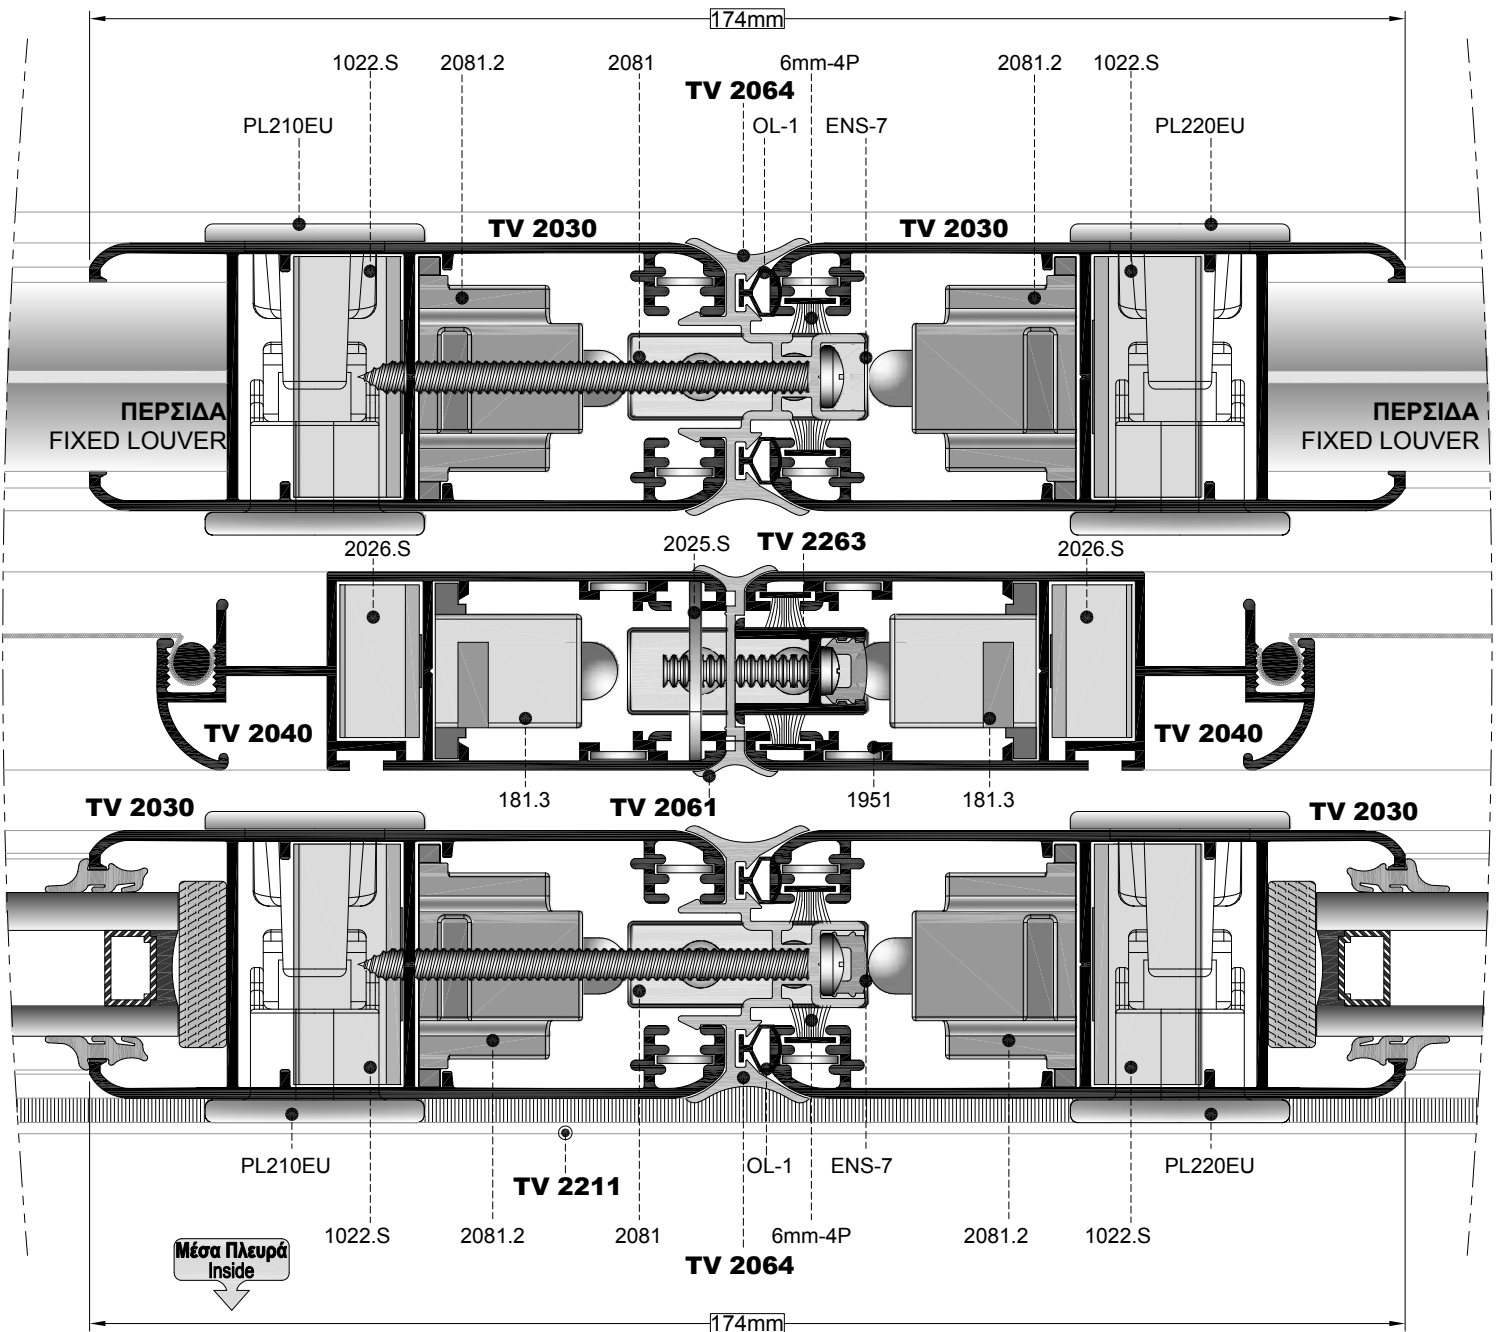 174mm
1022.S
2081.2
2081
6mm-4P
2081.2
1022.S
TV 2064
PL210EU
OL-1
ENS-7
PL220EU
TV 2030
TV 2030
ΠΕΡΣΙΔΑ
FIXED LOUVER
ΠΕΡΣΙΔΑ
FIXED LOUVER
2026.S
2025.S
TV 2263
2026.S
TV 2040
TV 2040
181.3
TV 2061
1951
181.3
TV 2030
TV 2030
PL210EU
OL-1
ENS-7
PL220EU
TV 2211
1022.S
2081.2
2081
6mm-4P
2081.2
1022.S
TV 2064
Μέσα Πλευρά
Inside
174mm